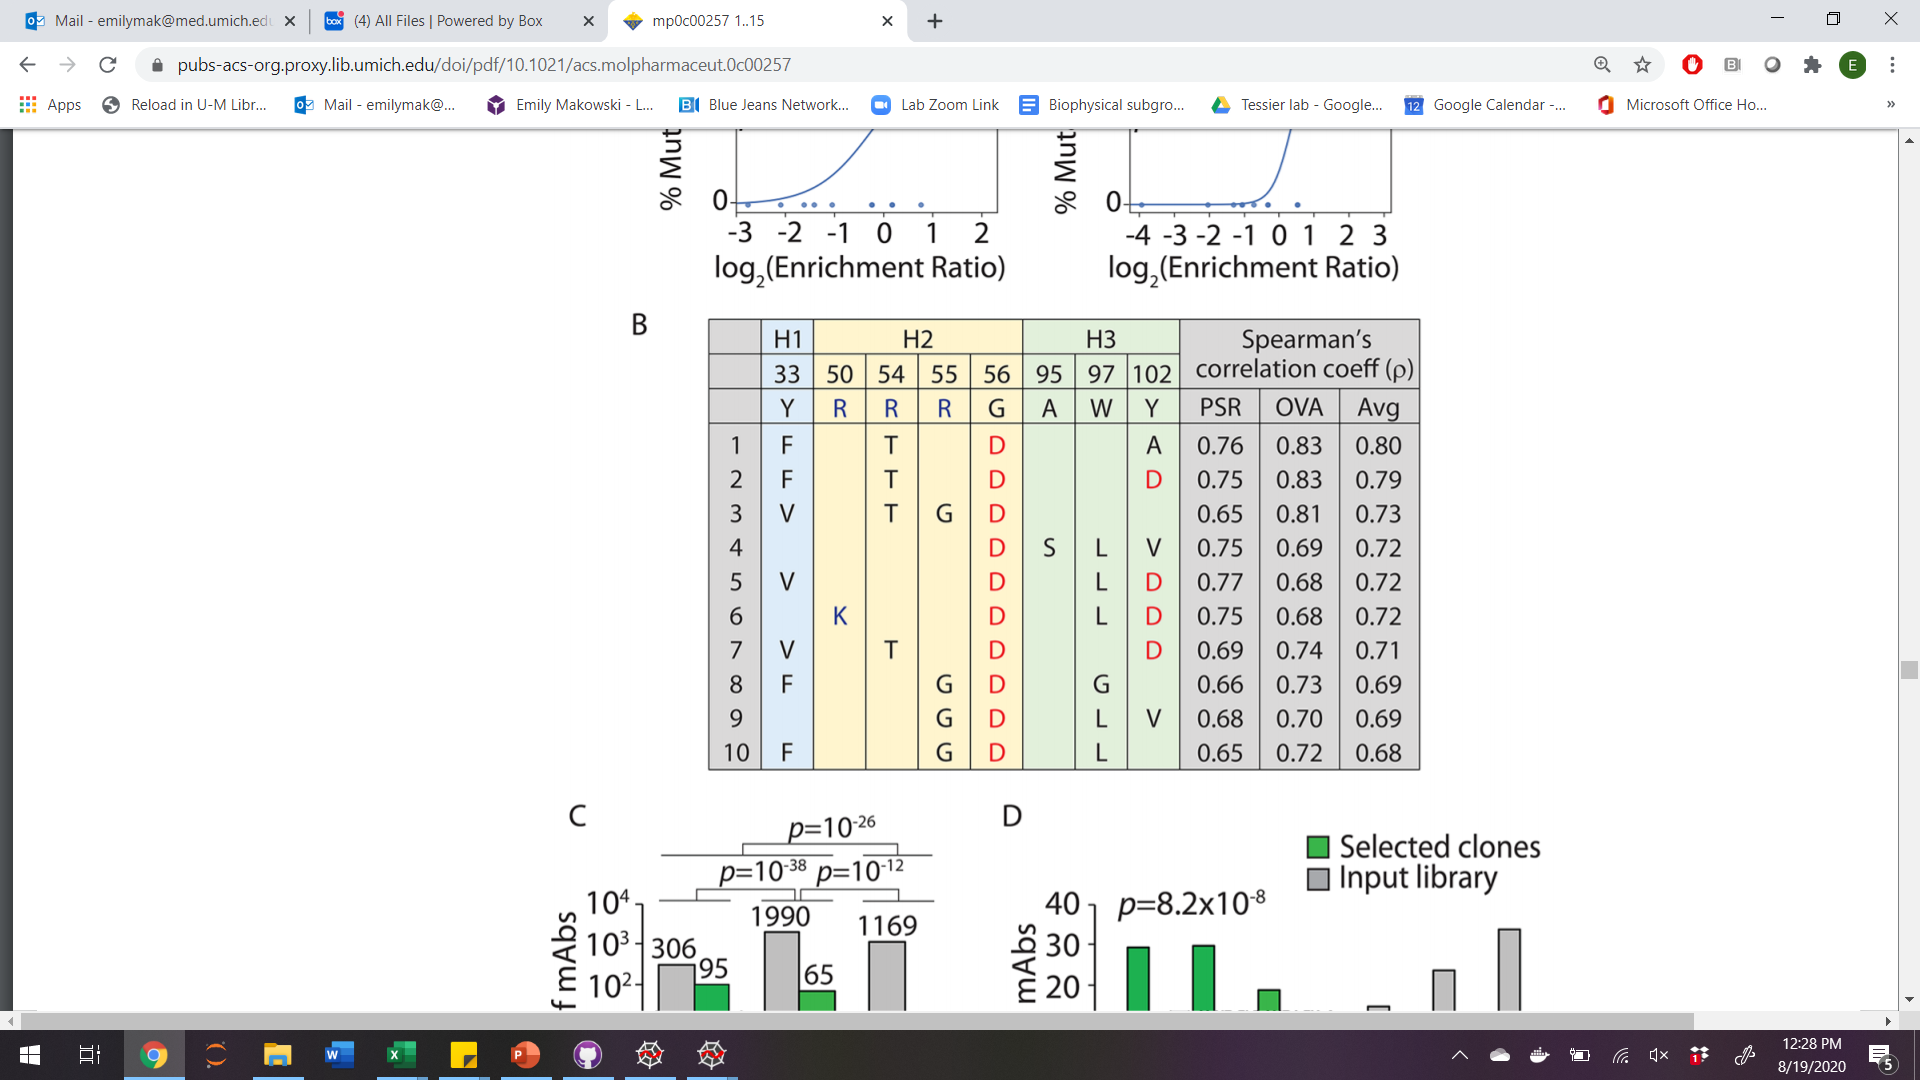 Mail - emilymak@med.umich.edu
(4) All Files | Powered by Box
mp0c00257 1..15
pubs-acs-org.proxy.lib.umich.edu/doi/pdf/10.1021/acs.molpharmaceut.0c00257
Apps Reload in U-M Libr... Mail - emilymak@... Emily Makowski - L... Blue Jeans Network... Lab Zoom Link Biophysical subgro... Tessier lab - Google... Google Calendar -... Microsoft Office Ho... »
% Mut
0
-3 -2 -1 0 1 2
log2(Enrichment Ratio)
% Mut
0
-4 -3 -2 -1 0 1 2 3
log2(Enrichment Ratio)
B
H1 H2 H3 Spearman's
33 50 54 55 56 95 97 102 correlation coeff (ρ)
Y R R R G A W Y PSR OVA Avg
1 F T D A 0.76 0.83 0.80
2 F T D D 0.75 0.83 0.79
3 V T G D 0.65 0.81 0.73
4 D S L V 0.75 0.69 0.72
5 V D L D 0.77 0.68 0.72
6 K D L D 0.75 0.68 0.72
7 V T D D 0.69 0.74 0.71
8 F G D G 0.66 0.73 0.69
9 G D L V 0.68 0.70 0.69
10 F G D L 0.65 0.72 0.68
C
p=10-26
p=10-38 p=10-12
f mAbs
104
103
102
306 95 1990 65 1169
D
Selected clones
Input library
p=8.2x10-8
mAbs
40
30
20
12:28 PM
8/19/2020
5